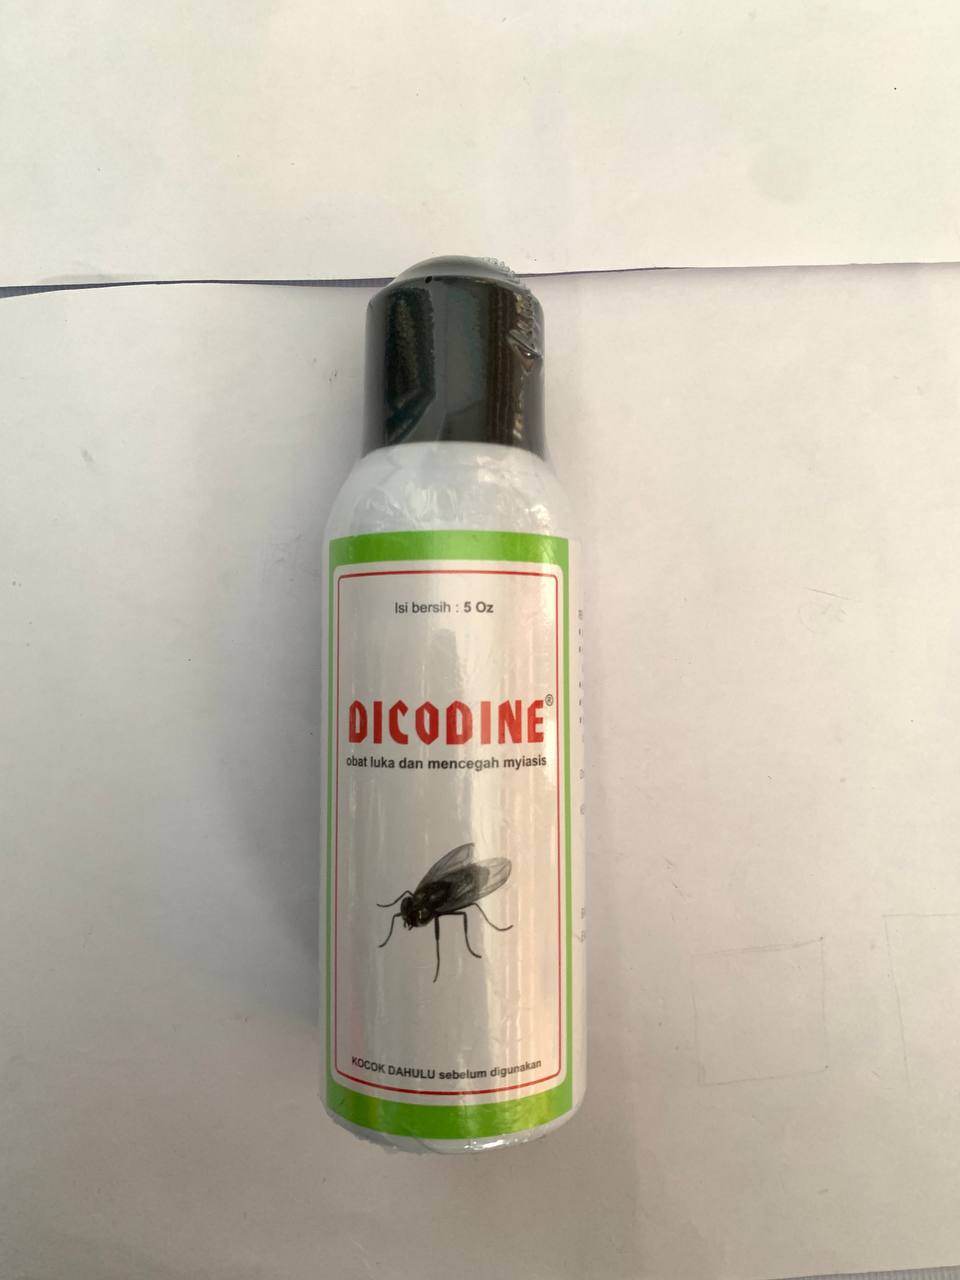 Isi bersih : 5 Oz
DICODINE®
obat luka dan mencegah myiasis
KOCOK DAHULU sebelum digunakan